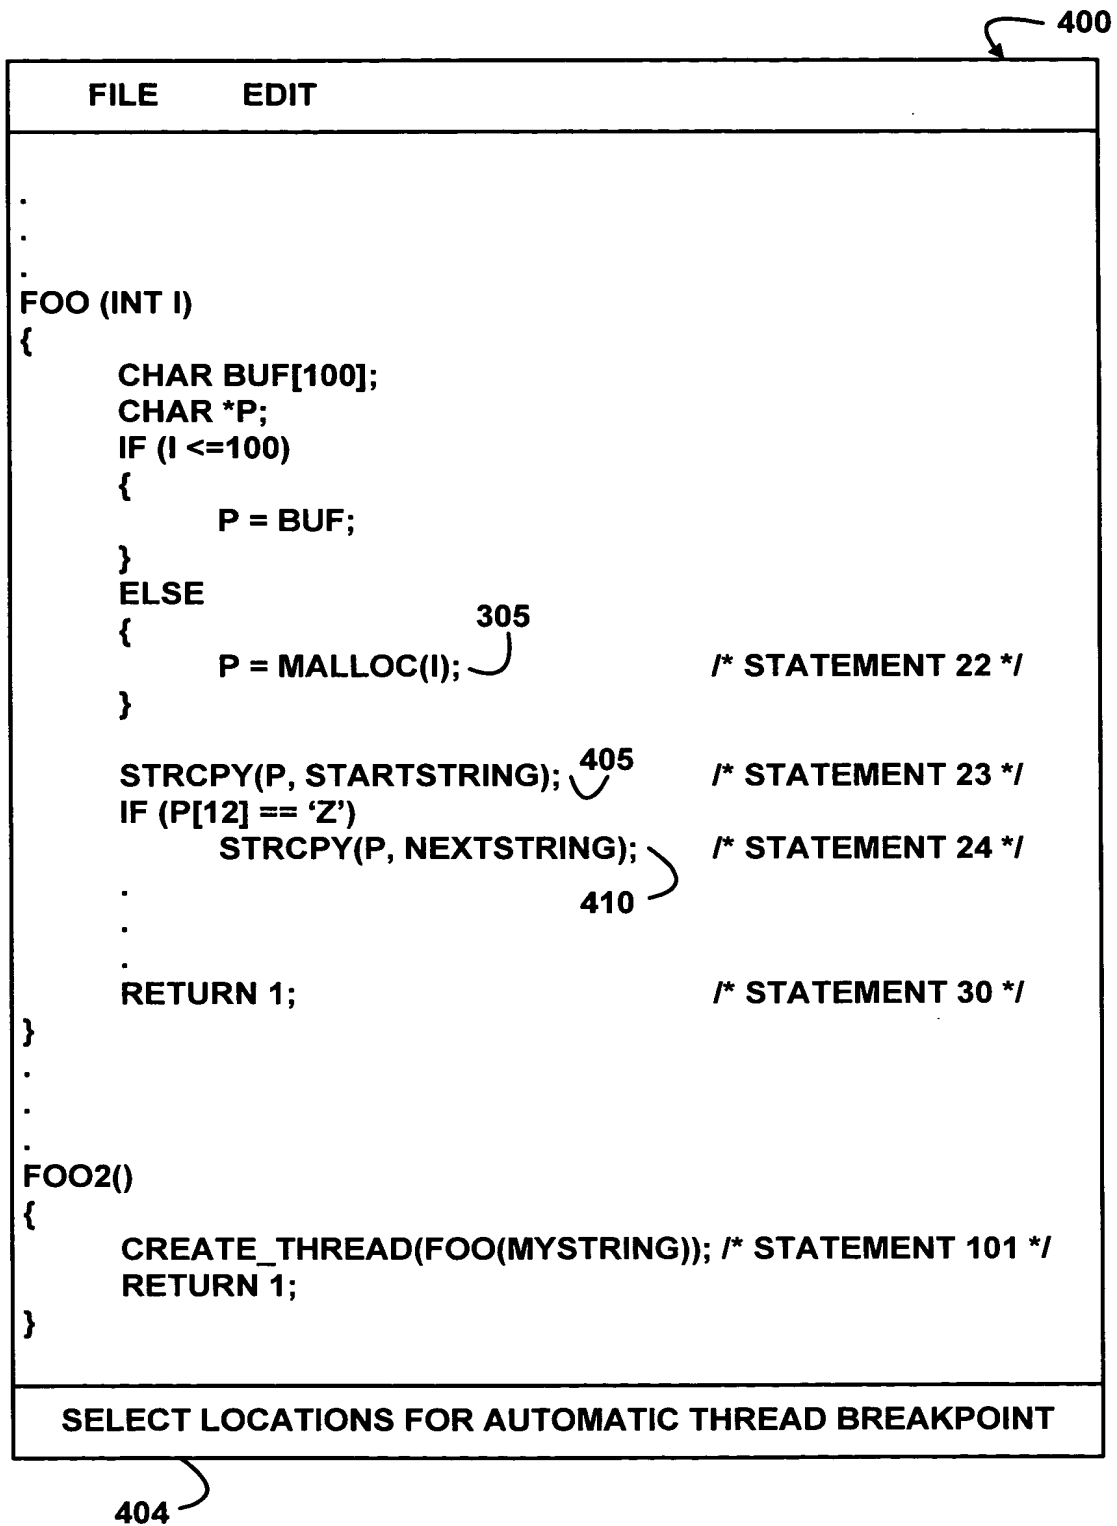 400
FILE EDIT
.
.
.
FOO (INT I)
{
CHAR BUF[100];
CHAR *P;
IF (I <=100)
{
P = BUF;
}
ELSE
{
305
P = MALLOC(I); /* STATEMENT 22 */
}
STRCPY(P, STARTSTRING); 405 /* STATEMENT 23 */
IF (P[12] == ‘Z’)
STRCPY(P, NEXTSTRING); /* STATEMENT 24 */
.
410
.
.
RETURN 1; /* STATEMENT 30 */
}
.
.
.
FOO2()
{
CREATE_THREAD(FOO(MYSTRING)); /* STATEMENT 101 */
RETURN 1;
}
SELECT LOCATIONS FOR AUTOMATIC THREAD BREAKPOINT
404